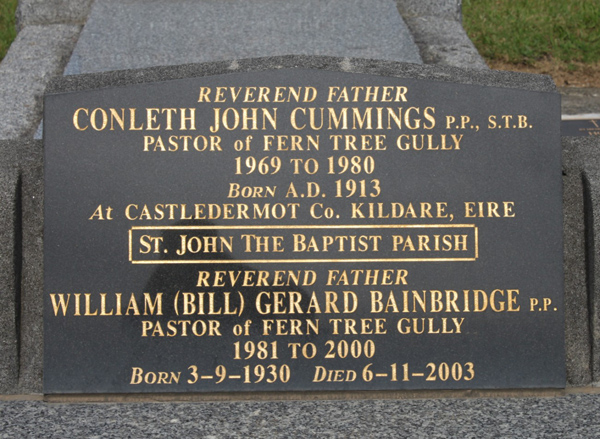 REVEREND FATHER
CONLETH JOHN CUMMINGS P.P., S.T.B.
PASTOR of FERN TREE GULLY
1969 TO 1980
BORN A.D. 1913
At CASTLEDERMOT Co. KILDARE, EIRE
ST. JOHN THE BAPTIST PARISH
REVEREND FATHER
WILLIAM (BILL) GERARD BAINBRIDGE P.P.
PASTOR of FERN TREE GULLY
1981 TO 2000
BORN 3-9-1930 DIED 6-11-2003